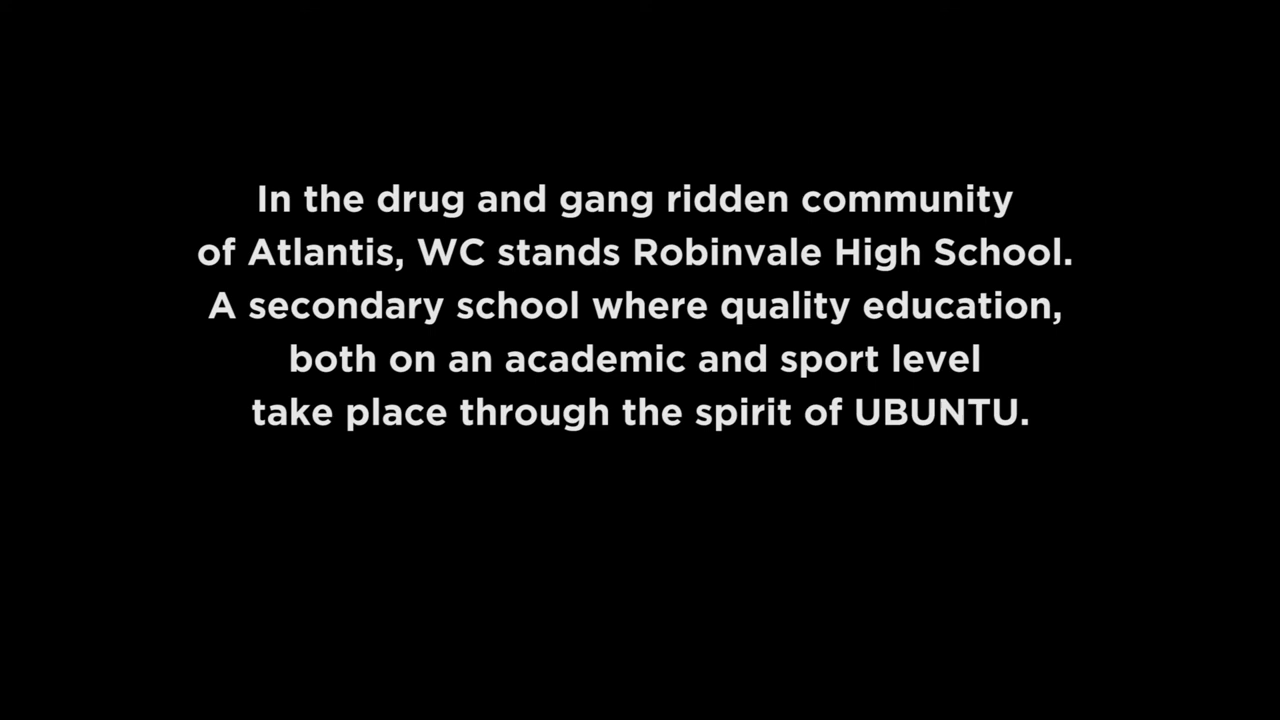 In the drug and gang ridden community
of Atlantis, WC stands Robinvale High School.
A secondary school where quality education,
both on an academic and sport level
take place through the spirit of UBUNTU.